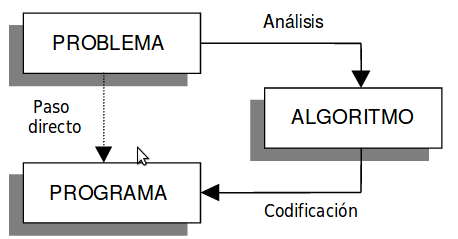 Análisis
PROBLEMA
Paso
directo
ALGORITMO
PROGRAMA
Codificación